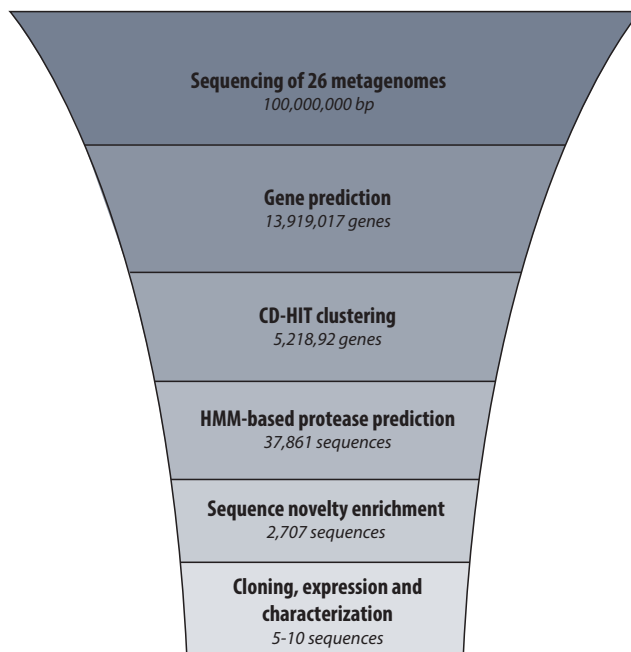 Sequencing of 26 metagenomes
100,000,000 bp
Gene prediction
13,919,017 genes
CD-HIT clustering
5,218,92 genes
HMM-based protease prediction
37,861 sequences
Sequence novelty enrichment
2,707 sequences
Cloning, expression and
characterization
5-10 sequences